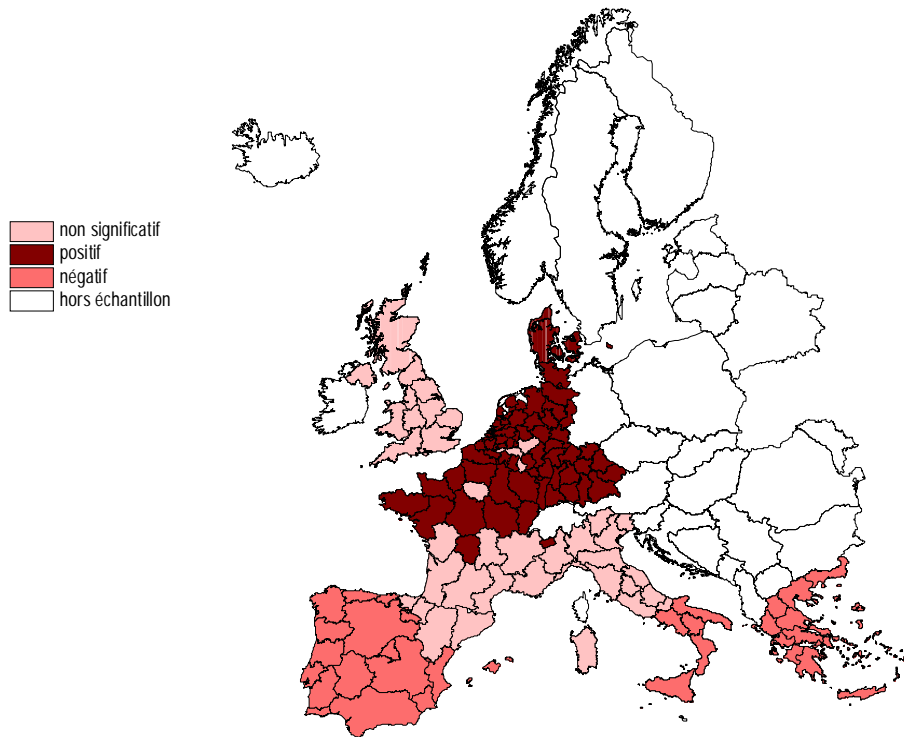 non significatif
positif
négatif
hors échantillon